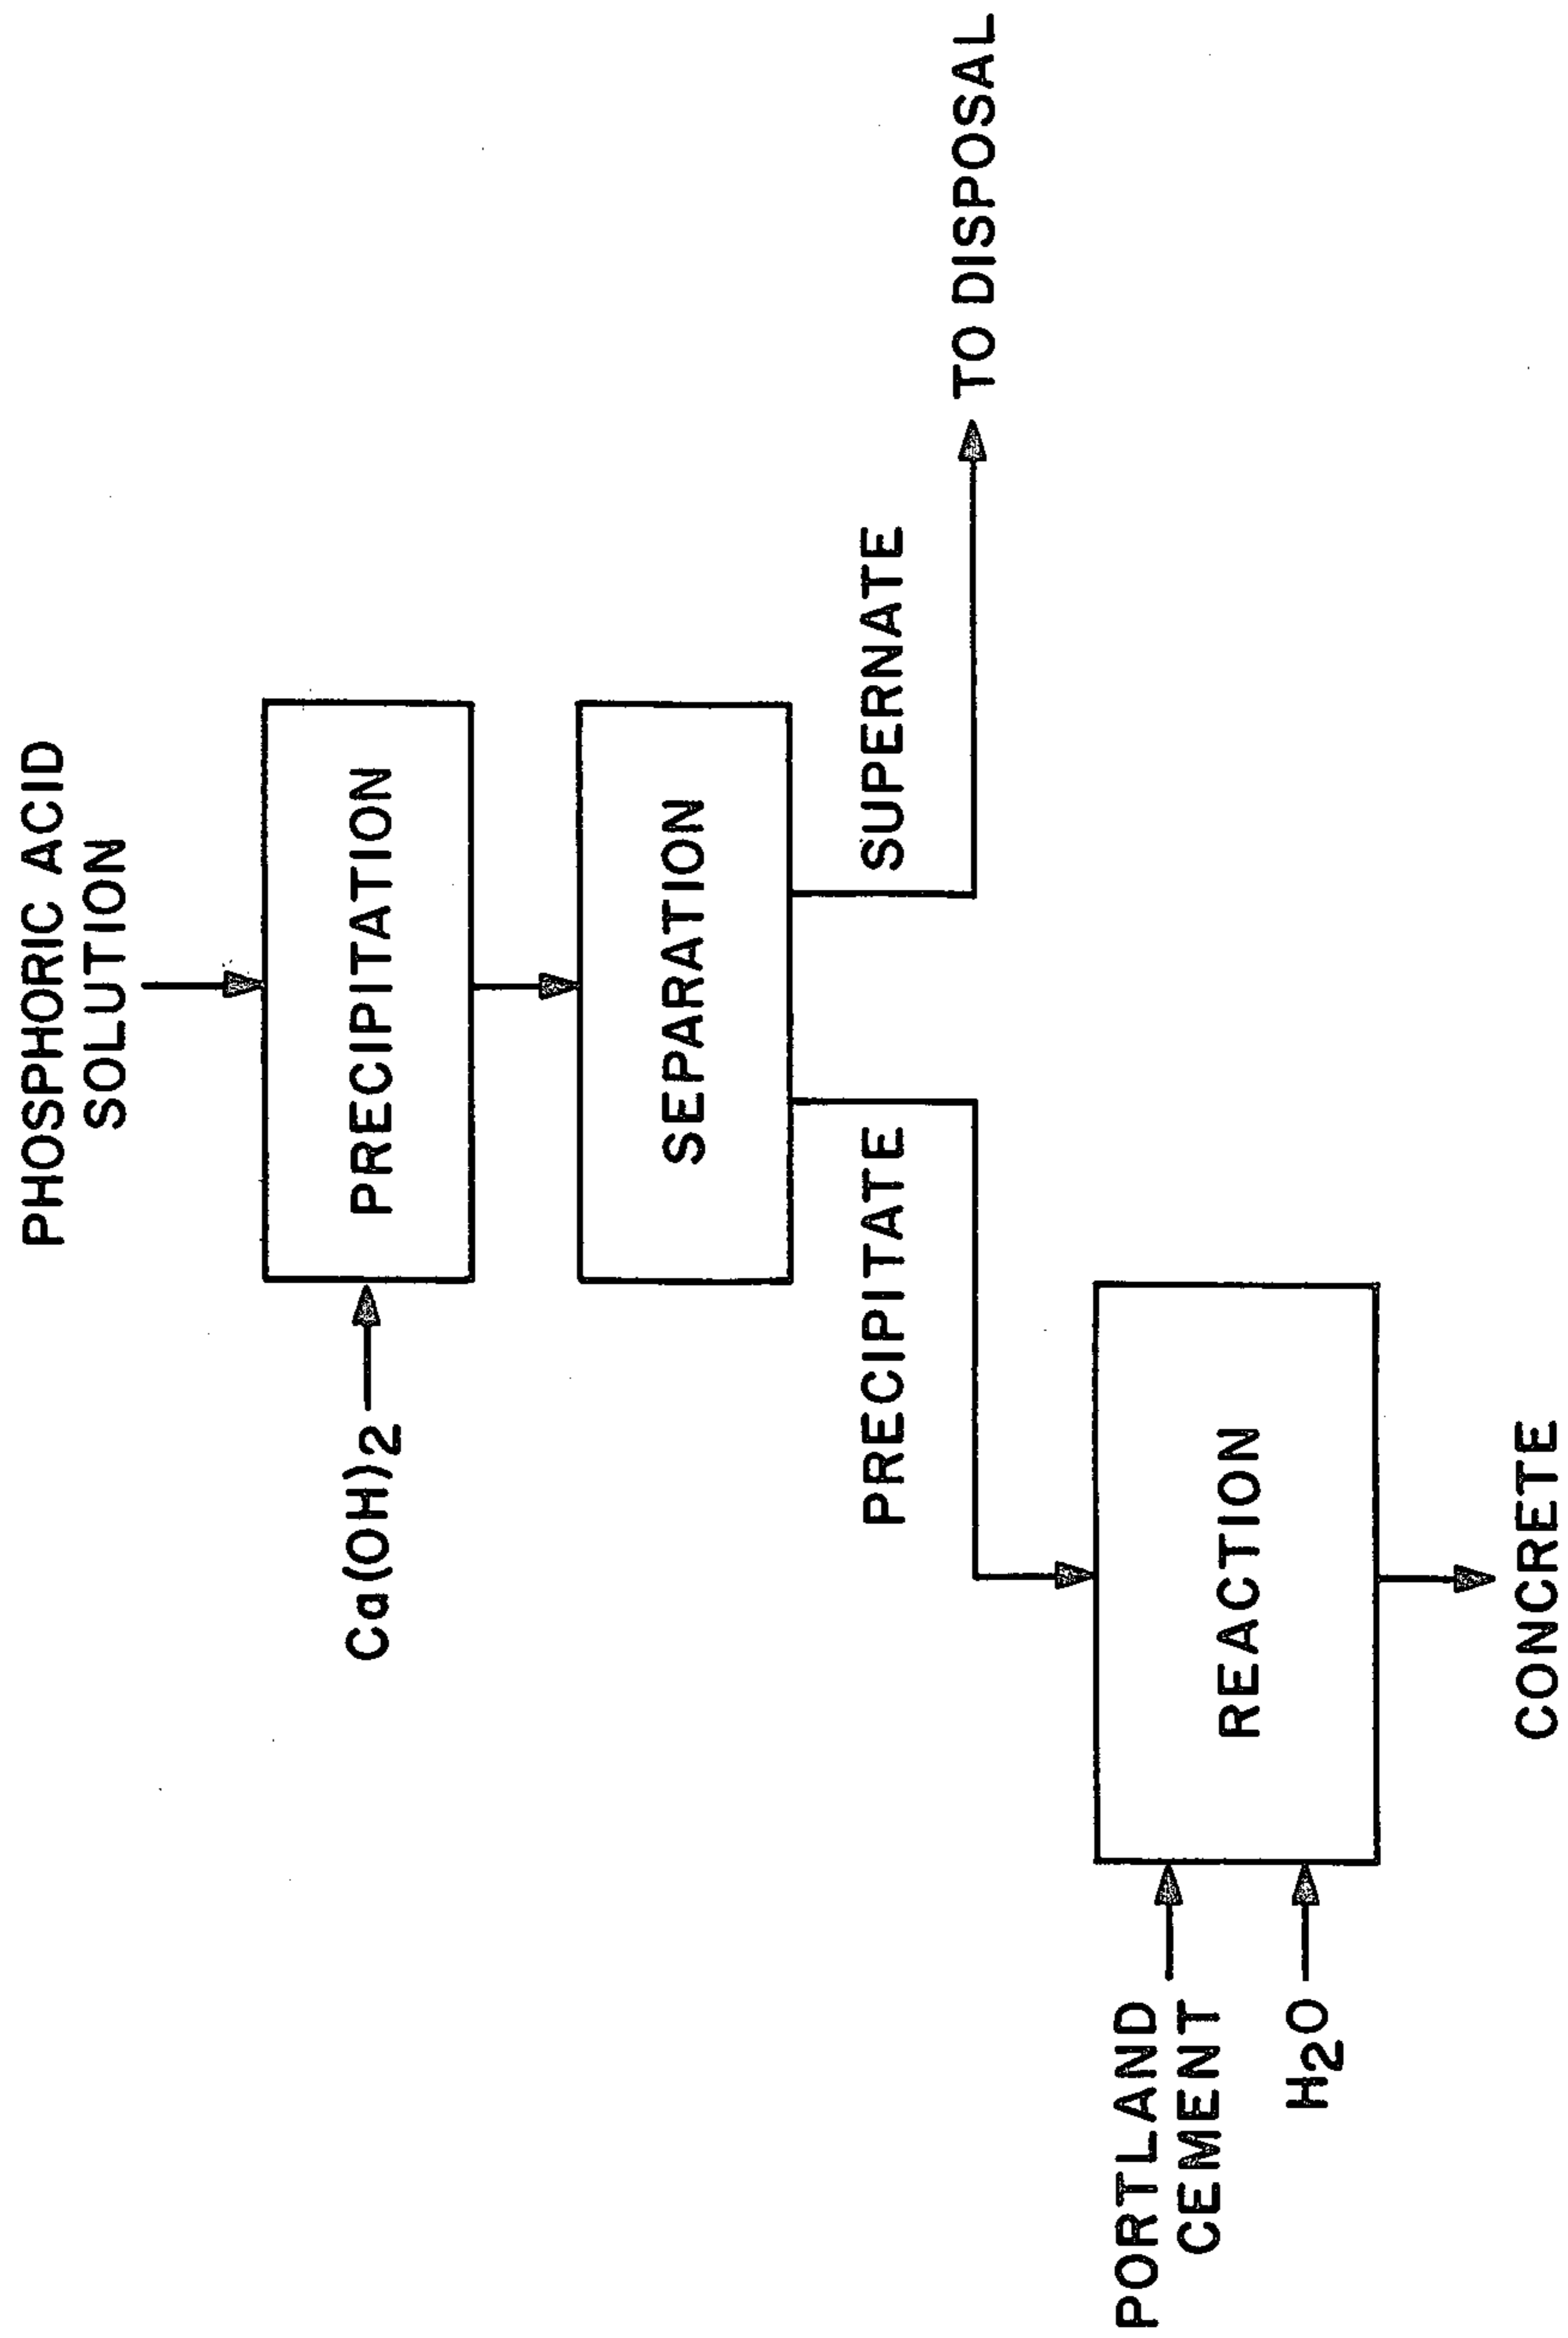 PHOSPHORIC ACID
SOLUTION
Ca(OH)2
PRECIPITATION
SEPARATION
PRECIPITATE
SUPERNATE
TO DISPOSAL
PORTLAND
CEMENT
H2O
REACTION
CONCRETE